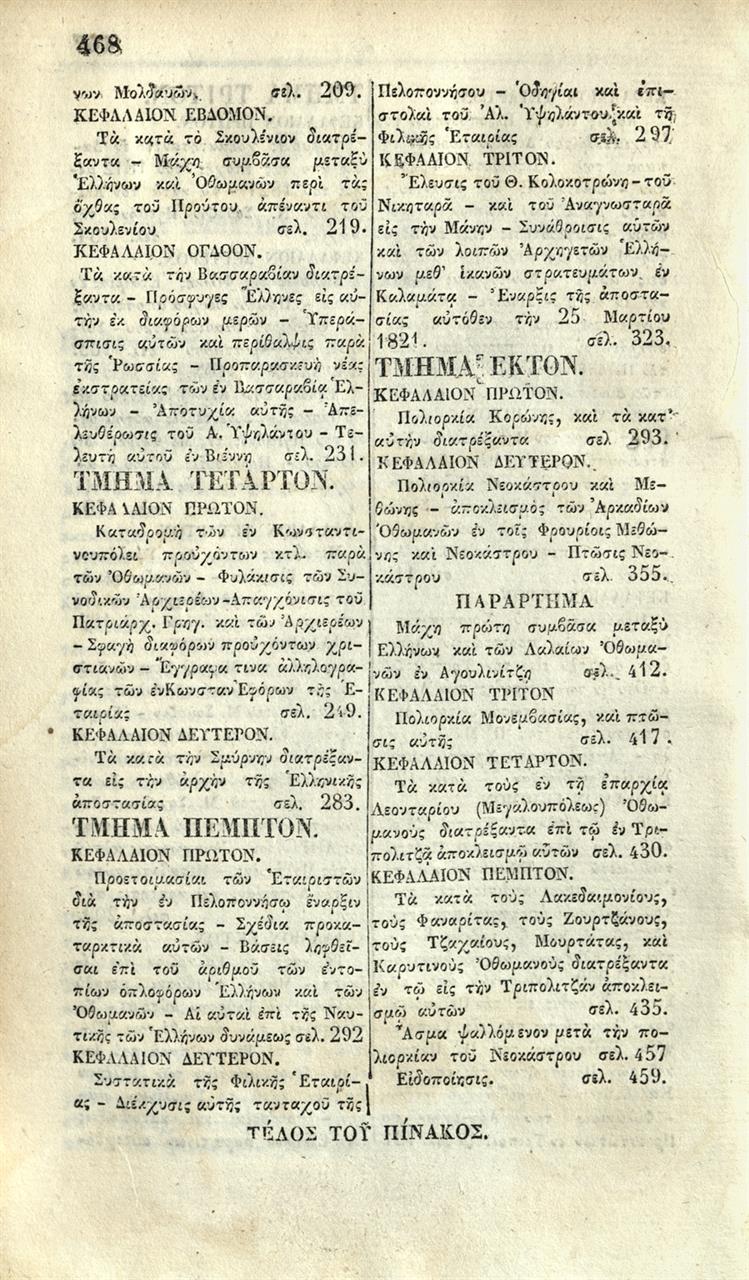 468
νων Μολδαυῶν. σελ. 209.
ΚΕΦΑΛΑΙΟΝ ΕΒΔΟΜΟΝ.
Τὰ κατὰ τὸ Σκουλένιον διατρέ-
ξαντα – Μάχη συμβᾶσα μεταξὺ
Ἑλλήνων καὶ Ὀθωμανῶν περὶ τὰς
ὄχθας τοῦ Προύτου, ἀπέναντι τοῦ
Σκουλενίου σελ. 219.
ΚΕΦΑΛΑΙΟΝ ΟΓΔΟΟΝ.
Τὰ κατὰ τὴν Βασσαραβίαν διατρέ-
ξαντα – Πρόσφυγες Ἕλληνες εἰς αὐ-
τὴν ἐκ διαφόρων μερῶν – Ὑπερά-
σπισις αὐτῶν καὶ περίθαλψις παρὰ
τῆς Ῥωσσίας – Προπαρασκευὴ νέας
ἐκστρατείας τῶν ἐν Βασσαραβίᾳ Ἑλ-
λήνων – Ἀποτυχία αὐτῆς – Ἀπε-
λευθέρωσις τοῦ Α. Ὑψηλάντου – Τε-
λευτὴ αὐτοῦ ἐν Βιέννῃ σελ. 231.
ΤΜΗΜΑ ΤΕΤΑΡΤΟΝ.
ΚΕΦΑΛΑΙΟΝ ΠΡΩΤΟΝ.
Καταδρομὴ τῶν ἐν Κωνσταντι-
νουπόλει προύχόντων κτλ. παρὰ
τῶν Ὀθωμανῶν – Φυλάκισις τῶν Συ-
νοδικῶν Ἀρχιερέων – Ἀπαγχόνισις τοῦ
Πατριάρχ. Γρηγ. καὶ τῶν Ἀρχιερέων
– Σφαγὴ διαφόρων προύχόντων χρι-
στιανῶν – Ἔγγραφα τινα ἀλληλογρα-
φίας τῶν ἐν Κωνσταν Ἐφόρων τῆς Ἑ-
ταιρίας σελ. 249.
ΚΕΦΑΛΑΙΟΝ ΔΕΥΤΕΡΟΝ.
Τὰ κατὰ τὴν Σμύρνην διατρέξαν-
τα εἰς τὴν ἀρχὴν τῆς Ἑλληνικῆς
ἀποστασίας σελ. 283.
ΤΜΗΜΑ ΠΕΜΠΤΟΝ.
ΚΕΦΑΛΑΙΟΝ ΠΡΩΤΟΝ.
Προετοιμασίαι τῶν Ἑταιριστῶν
διὰ τὴν ἐν Πελοποννήσῳ ἔναρξιν
τῆς ἀποστασίας – Σχέδια προκα-
ταρκτικὰ αὐτῶν – Βάσεις ληφθεῖ-
σαι ἐπὶ τοῦ ἀριθμοῦ τῶν ἐντο-
πίων ὁπλοφόρων Ἑλλήνων καὶ τῶν
Ὀθωμανῶν – Αἱ αὐταὶ ἐπὶ τῆς Ναυ-
τικῆς τῶν Ἑλλήνων δυνάμεως σελ. 292
ΚΕΦΑΛΑΙΟΝ ΔΕΥΤΕΡΟΝ.
Συστατικὰ τῆς Φιλικῆς Ἑταιρί-
ας – Διέγχυσις αὐτῆς πανταχοῦ τῆς
Πελοποννήσου – Ὁδηγίαι καὶ ἐπι-
στολαὶ τοῦ Ἀλ. Ὑψηλάντου, καὶ τῆς
Φιλικῆς Ἑταιρίας σελ. 297
ΚΕΦΑΛΑΙΟΝ ΤΡΙΤΟΝ.
Ἔλευσις τοῦ Θ. Κολοκοτρώνη – τοῦ
Νικηταρᾶ – καὶ τοῦ Ἀναγνωσταρᾶ
εἰς τὴν Μάνην – Συνάθροισις αὐτῶν
καὶ τῶν λοιπῶν Ἀρχηγετῶν Ἑλλή-
νων μεθ' ἱκανῶν στρατευμάτων ἐν
Καλαμάτᾳ – Ἔναρξις τῆς ἀποστα-
σίας αὐτόθεν τὴν 25 Μαρτίου
1821. σελ. 323.
ΤΜΗΜΑ ΕΚΤΟΝ.
ΚΕΦΑΛΑΙΟΝ ΠΡΩΤΟΝ.
Πολιορκία Κορώνης, καὶ τὰ κατ'
αὐτὴν διατρέξαντα σελ 293.
ΚΕΦΑΛΑΙΟΝ ΔΕΥΤΕΡΟΝ.
Πολιορκία Νεοκάστρου καὶ Με-
θώνης – ἀποκλεισμὸς τῶν Ἀρκαδίων
Ὀθωμανῶν ἐν τοῖς Φρουρίοις Μεθώ-
νης καὶ Νεοκάστρου – Πτῶσις Νεο-
κάστρου σελ. 355.
ΠΑΡΑΡΤΗΜΑ
Μάχη πρώτη συμβᾶσα μεταξὺ
Ἑλλήνων καὶ τῶν Λαλαίων Ὀθωμα-
νῶν ἐν Ἀγουλινίτζῃ σελ. 412.
ΚΕΦΑΛΑΙΟΝ ΤΡΙΤΟΝ
Πολιορκία Μονεμβασίας, καὶ πτῶ-
σις αὐτῆς σελ. 417.
ΚΕΦΑΛΑΙΟΝ ΤΕΤΑΡΤΟΝ.
Τὰ κατὰ τοὺς ἐν τῇ ἐπαρχίᾳ
Λεονταρίου (Μεγαλουπόλεως) Ὀθω-
μανοὺς διατρέξαντα ἐπὶ τῷ ἐν Τρι-
πολιτζᾷ ἀποκλεισμῷ αὐτῶν σελ. 430.
ΚΕΦΑΛΑΙΟΝ ΠΕΜΠΤΟΝ.
Τὰ κατὰ τοὺς Λακεδαιμονίους,
τοὺς Φαναρίτας, τοὺς Ζουρτζάνους,
τοὺς Τζαχαίους, Μουρτάτας, καὶ
Καρυτινοὺς Ὀθωμανοὺς διατρέξαντα
ἐν τῷ εἰς τὴν Τριπολιτζὰν ἀποκλει-
σμῷ αὐτῶν σελ. 435.
ᾎσμα ψαλλόμενον μετὰ τὴν πο-
λιορκίαν τοῦ Νεοκάστρου σελ. 457
Εἰδοποίησις. σελ. 459.
ΤΕΛΟΣ ΤΟΥ ΠΙΝΑΚΟΣ.